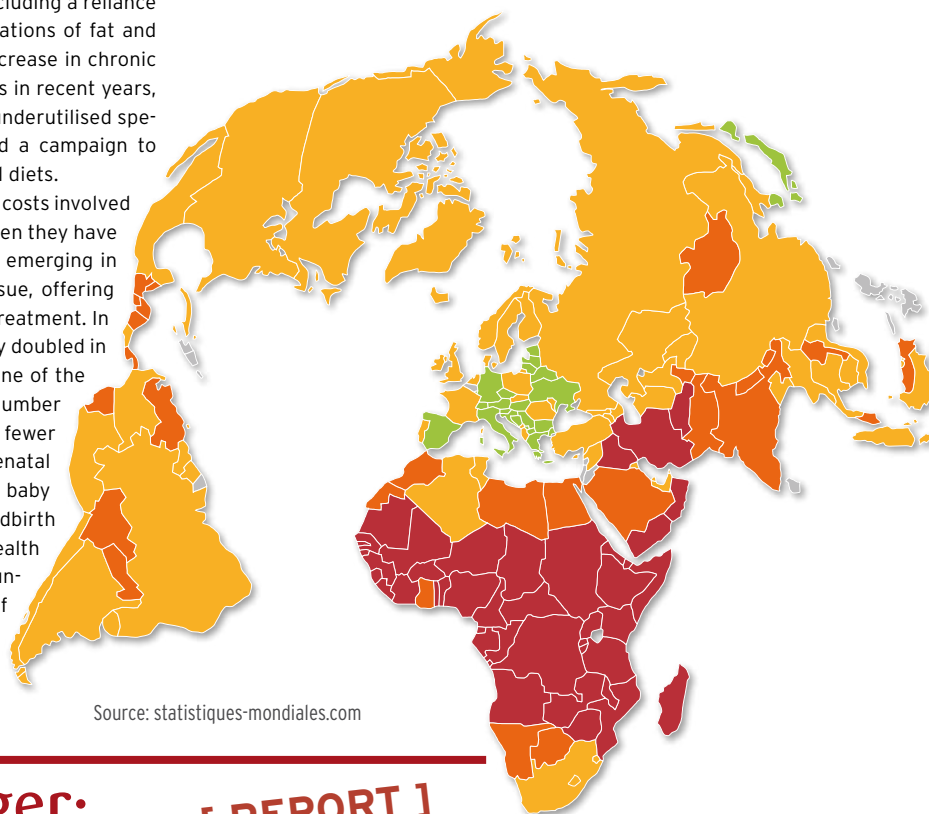 cluding a reliance
ations of fat and
crease in chronic
s in recent years,
underutilised spe-
d a campaign to
l diets.
costs involved
en they have
emerging in
sue, offering
reatment. In
y doubled in
ne of the
umber
fewer
enatal
baby
dbirth
ealth
un-
f
Source: statistiques-mondiales.com
ger:
[ REPORT ]